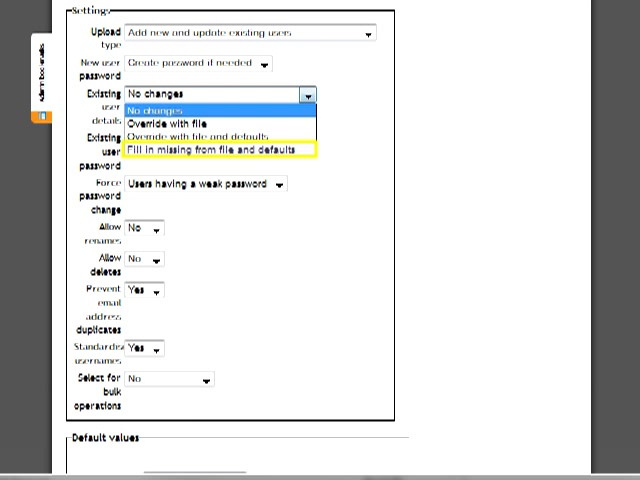 Settings
Upload type Add new and update existing users
New user password Create password if needed
Existing user details No changes
No changes
Override with file
Override with file and defaults
Fill in missing from file and defaults
Existing user password
Force password change Users having a weak password
Allow renames No
Allow deletes No
Prevent email address duplicates Yes
Standardise usernames Yes
Select for bulk operations No
Default values
Admin bookmarks